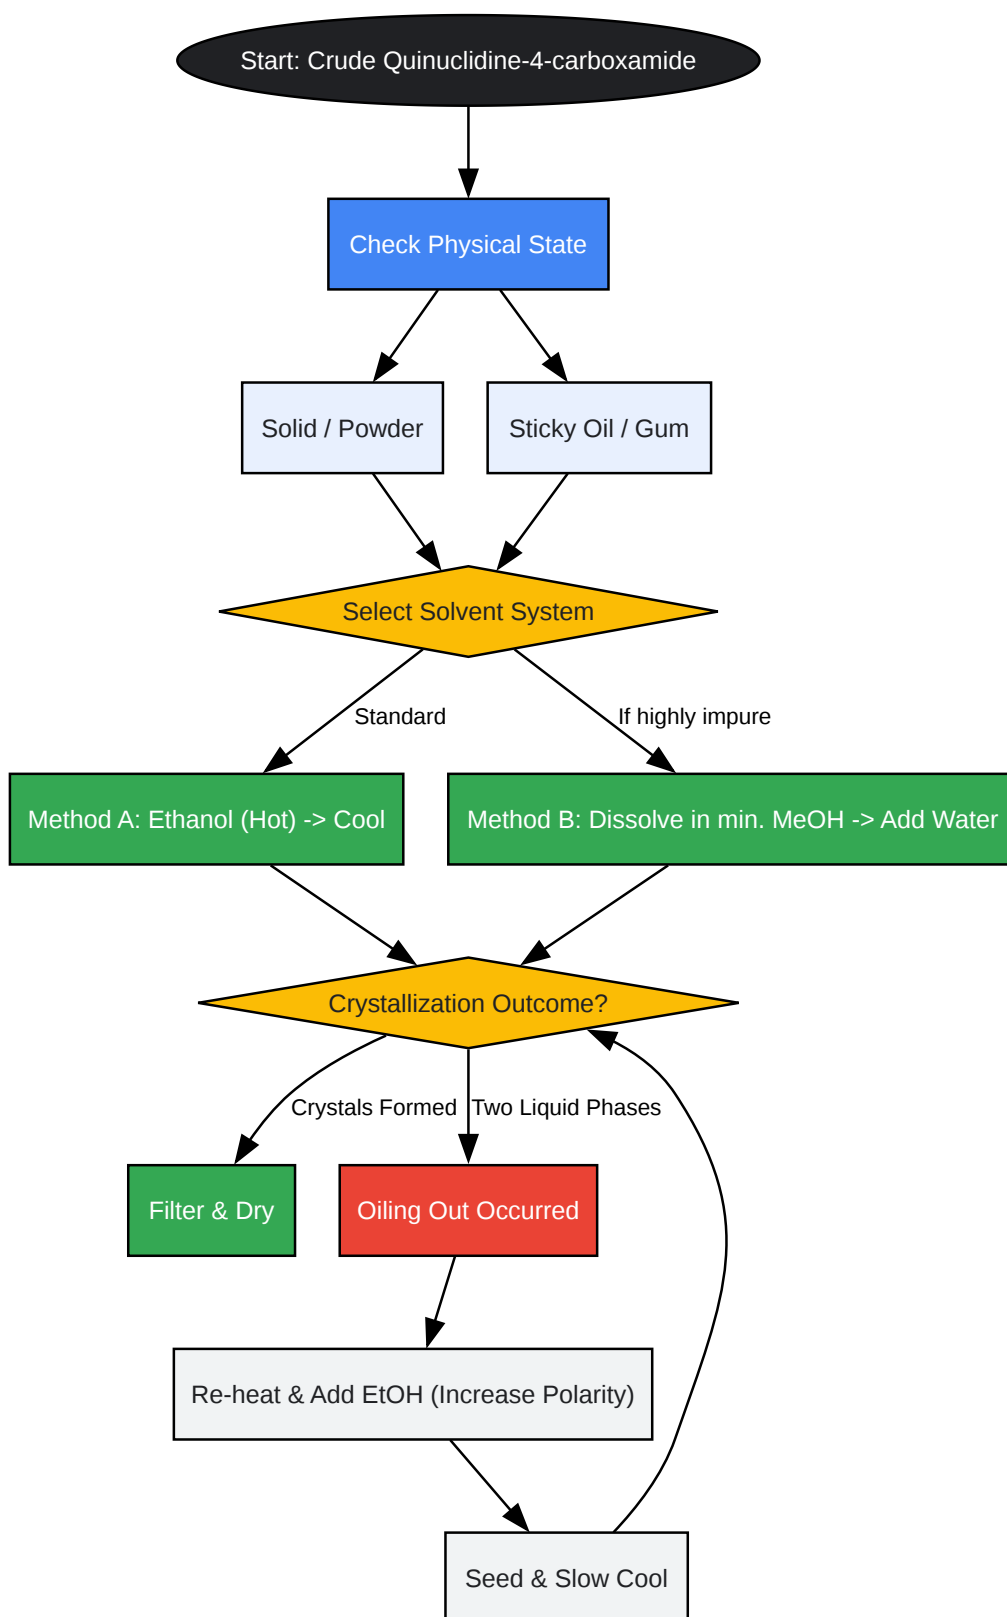 Start: Crude Quinuclidine-4-carboxamide
Check Physical State
Solid / Powder
Sticky Oil / Gum
Select Solvent System
Standard
If highly impure
Method A: Ethanol (Hot) -> Cool
Method B: Dissolve in min. MeOH -> Add Water
Crystallization Outcome?
Crystals Formed
Two Liquid Phases
Filter & Dry
Oiling Out Occurred
Re-heat & Add EtOH (Increase Polarity)
Seed & Slow Cool